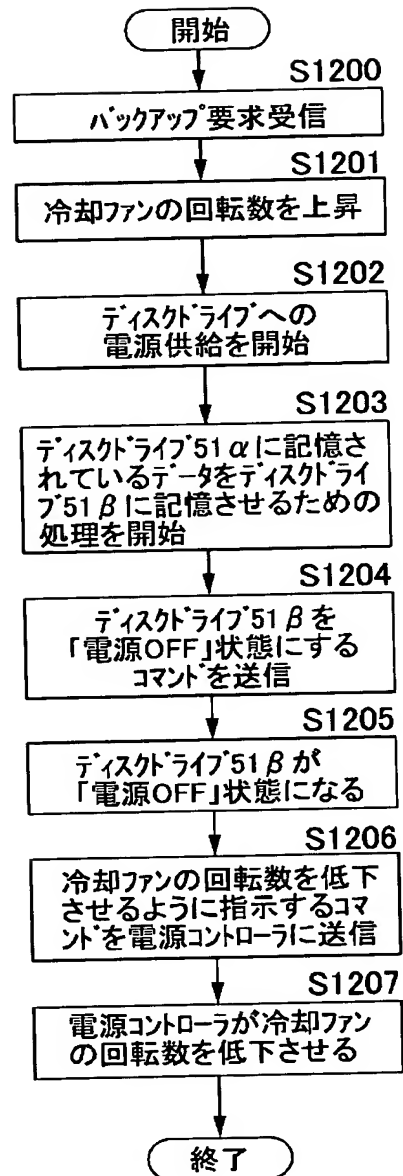 開始
S1200
バックアップ要求受信
S1201
冷却ファンの回転数を上昇
S1202
ディスクドライブへの
電源供給を開始
S1203
ディスクドライブ51αに記憶さ
れているデータをディスクドライ
ブ51βに記憶させるための
処理を開始
S1204
ディスクドライブ51βを
「電源OFF」状態にする
コマンドを送信
S1205
ディスクドライブ51βが
「電源OFF」状態になる
S1206
冷却ファンの回転数を低下
させるように指示するコマ
ンドを電源コントローラに送信
S1207
電源コントローラが冷却ファン
の回転数を低下させる
終了